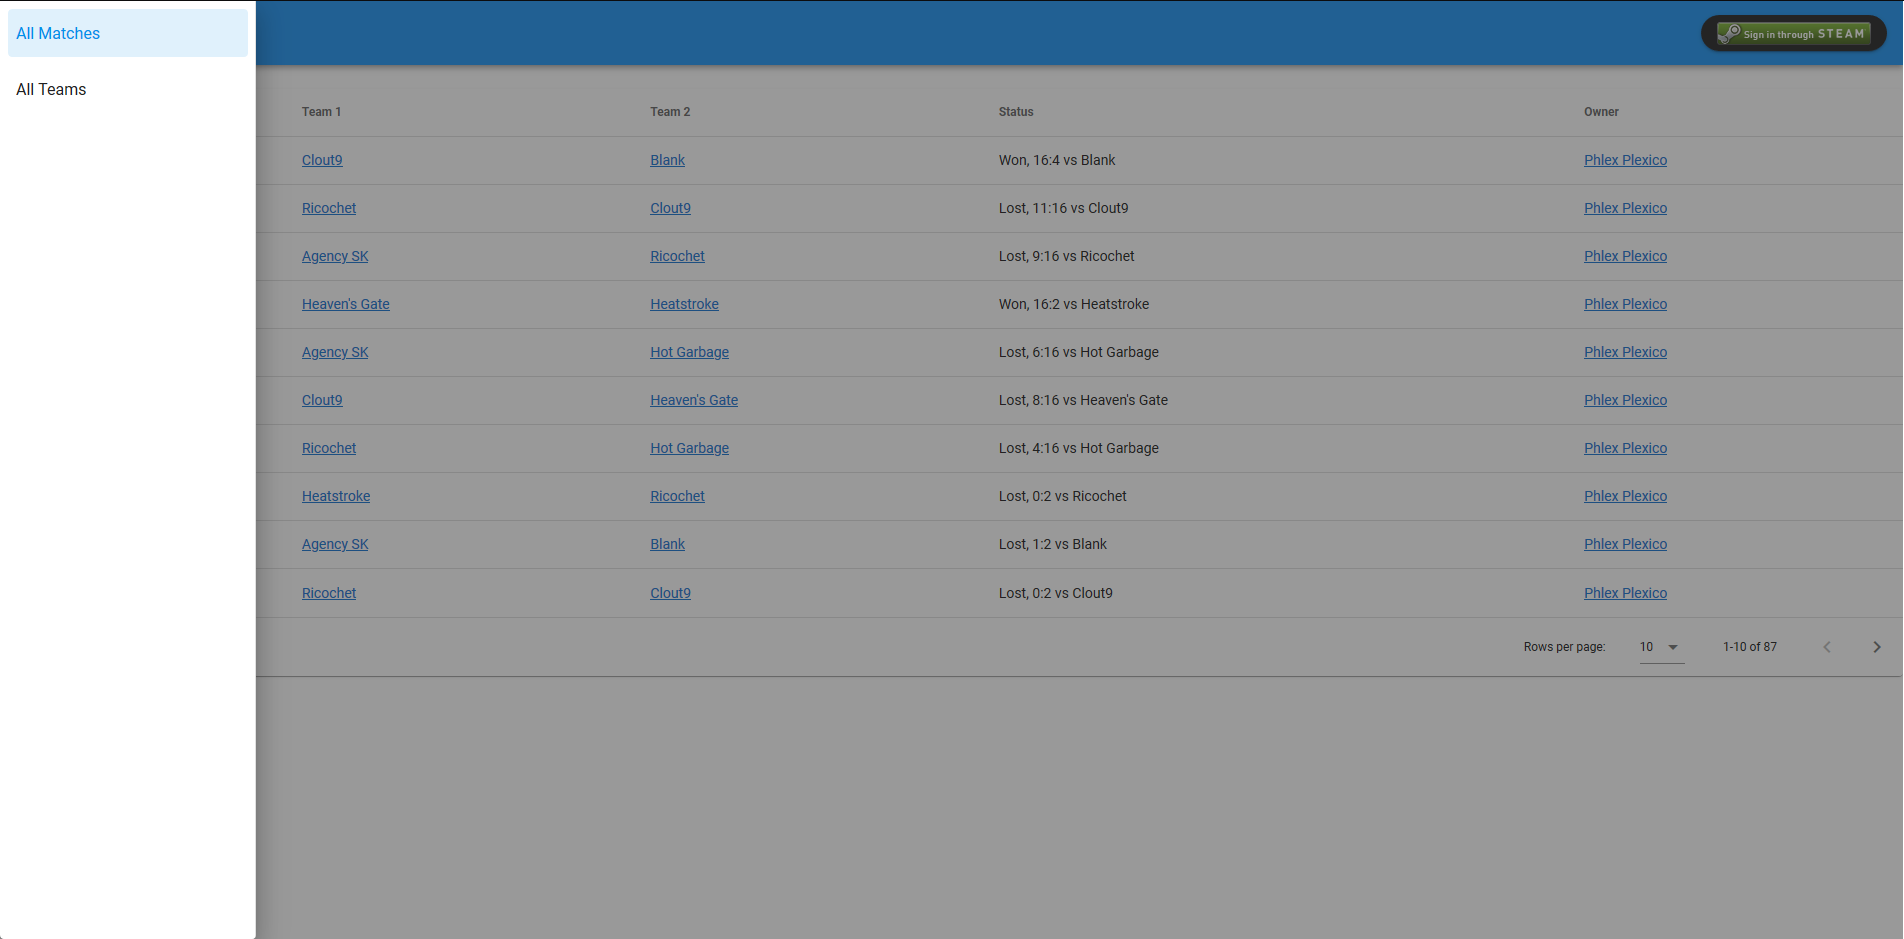 All Matches
All Teams
Sign in through STEAM
Team 1 Team 2 Status Owner
Clout9 Blank Won, 16:4 vs Blank Phlex Plexico
Ricochet Clout9 Lost, 11:16 vs Clout9 Phlex Plexico
Agency SK Ricochet Lost, 9:16 vs Ricochet Phlex Plexico
Heaven's Gate Heatstroke Won, 16:2 vs Heatstroke Phlex Plexico
Agency SK Hot Garbage Lost, 6:16 vs Hot Garbage Phlex Plexico
Clout9 Heaven's Gate Lost, 8:16 vs Heaven's Gate Phlex Plexico
Ricochet Hot Garbage Lost, 4:16 vs Hot Garbage Phlex Plexico
Heatstroke Ricochet Lost, 0:2 vs Ricochet Phlex Plexico
Agency SK Blank Lost, 1:2 vs Blank Phlex Plexico
Ricochet Clout9 Lost, 0:2 vs Clout9 Phlex Plexico
Rows per page: 10 1-10 of 87